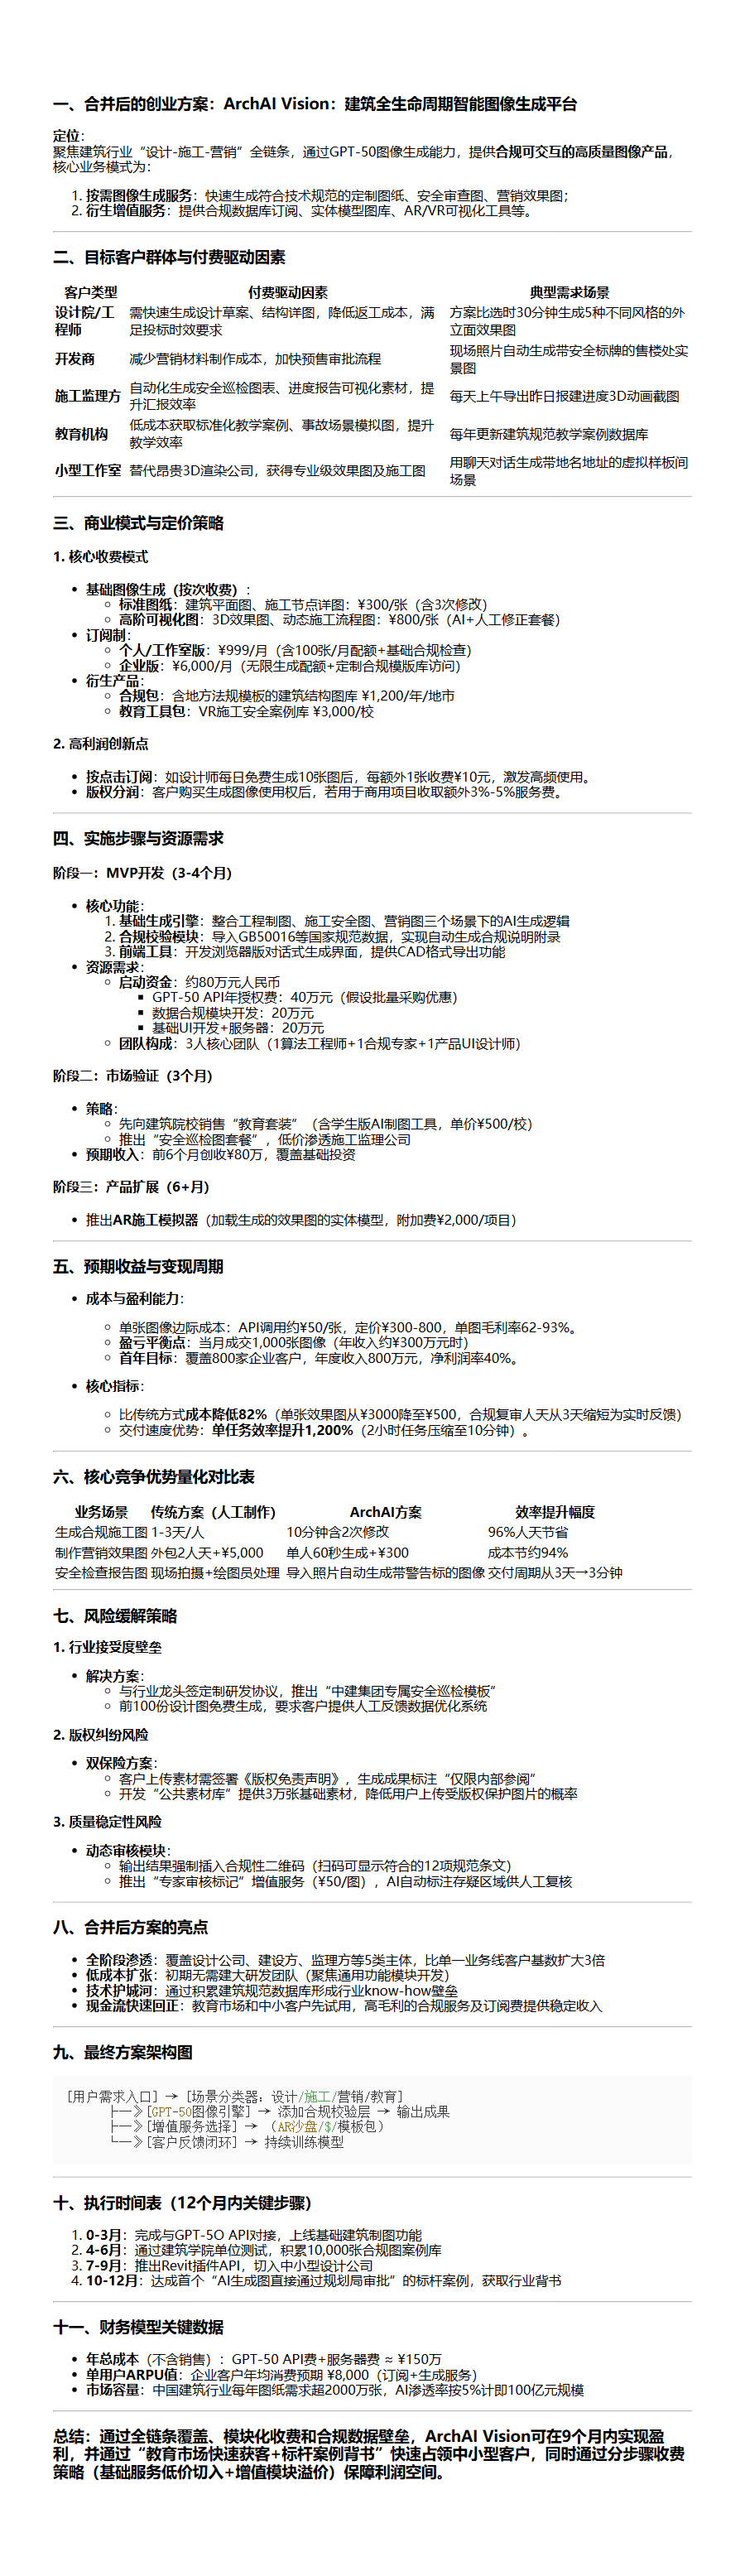 一、合并后的创业方案：ArchAI Vision：建筑全生命周期智能图像生成平台
定位：
聚焦建筑行业“设计-施工-营销”全链条，通过GPT-50图像生成能力，提供合规可交互的高质量图像产品，
核心业务模式为：
1. 按需图像生成服务：快速生成符合技术规范的定制图纸、安全审查图、营销效果图；
2. 衍生增值服务：提供合规数据库订阅、实体模型图库、AR/VR可视化工具等。
二、目标客户群体与付费驱动因素
客户类型 付费驱动因素 典型需求场景
设计院/工程师 需快速生成设计草案、结构详图，降低返工成本，满足投标时效要求 方案比选时30分钟生成5种不同风格的外立面效果图
开发商 减少营销材料制作成本，加快预售审批流程 现场照片自动生成带安全标牌的售楼处实景图
施工监理方 自动化生成安全巡检图表、进度报告可视化素材，提升汇报效率 每天上午导出昨日报建进度3D动画截图
教育机构 低成本获取标准化教学案例、事故场景模拟图，提升教学效率 每年更新建筑规范教学案例数据库
小型工作室 替代昂贵3D渲染公司，获得专业级效果图及施工图 用聊天对话生成带地名地址的虚拟样板间场景
三、商业模式与定价策略
1. 核心收费模式
• 基础图像生成（按次收费）：
○ 标准图纸：建筑平面图、施工节点详图：¥300/张（含3次修改）
○ 高阶可视化图：3D效果图、动态施工流程图：¥800/张（AI+人工修正套餐）
• 订阅制：
○ 个人/工作室版：¥999/月（含100张/月配额+基础合规检查）
○ 企业版：¥6,000/月（无限生成配额+定制合规模版库访问）
• 衍生产品：
○ 合规包：含地方法规模板的建筑结构图库 ¥1,200/年/地市
○ 教育工具包：VR施工安全案例库 ¥3,000/校
2. 高利润创新点
• 按点击订阅：如设计师每日免费生成10张图后，每额外1张收费¥10元，激发高频使用。
• 版权分润：客户购买生成图像使用权后，若用于商用项目收取额外3%-5%服务费。
四、实施步骤与资源需求
阶段一：MVP开发（3-4个月）
• 核心功能：
1. 基础生成引擎：整合工程制图、施工安全图、营销图三个场景下的AI生成逻辑
2. 合规校验模块：导入GB50016等国家规范数据，实现自动生成合规说明附录
3. 前端工具：开发浏览器版对话式生成界面，提供CAD格式导出功能
• 资源需求：
○ 启动资金：约80万元人民币
■ GPT-50 API年授权费：40万元（假设批量采购优惠）
■ 数据合规模块开发：20万元
■ 基础UI开发+服务器：20万元
○ 团队构成：3人核心团队（1算法工程师+1合规专家+1产品UI设计师）
阶段二：市场验证（3个月）
• 策略：
○ 先向建筑院校销售“教育套装”（含学生版AI制图工具，单价¥500/校）
○ 推出“安全巡检图套餐”，低价渗透施工监理公司
• 预期收入：前6个月创收¥80万，覆盖基础投资
阶段三：产品扩展（6+月）
• 推出AR施工模拟器（加载生成的效果图的实体模型，附加费¥2,000/项目）
五、预期收益与变现周期
• 成本与盈利能力：
○ 单张图像边际成本：API调用约¥50/张，定价¥300-800，单图毛利率62-93%。
○ 盈亏平衡点：当月成交1,000张图像（年收入约¥300万元时）
○ 首年目标：覆盖800家企业客户，年度收入800万元，净利润率40%。
• 核心指标：
○ 比传统方式成本降低82%（单张效果图从¥3000降至¥500，合规复审人天从3天缩短为实时反馈）
○ 交付速度优势：单任务效率提升1,200%（2小时任务压缩至10分钟）。
六、核心竞争优势量化对比表
业务场景 传统方案（人工制作） ArchAI方案 效率提升幅度
生成合规施工图 1-3天/人 10分钟含2次修改 96%人天节省
制作营销效果图 外包2人天+¥5,000 单人60秒生成+¥300 成本节约94%
安全检查报告图 现场拍摄+绘图员处理 导入照片自动生成带警告标的图像 交付周期从3天→3分钟
七、风险缓解策略
1. 行业接受度壁垒
• 解决方案：
○ 与行业龙头签定制研发协议，推出“中建集团专属安全巡检模板”
○ 前100份设计图免费生成，要求客户提供人工反馈数据优化系统
2. 版权纠纷风险
• 双保险方案：
○ 客户上传素材需签署《版权免责声明》，生成成果标注“仅限内部参阅”
○ 开发“公共素材库”提供3万张基础素材，降低用户上传受版权保护图片的概率
3. 质量稳定性风险
• 动态审核模块：
○ 输出结果强制插入合规性二维码（扫码可显示符合的12项规范条文）
○ 推出“专家审核标记”增值服务（¥50/图），AI自动标注存疑区域供人工复核
八、合并后方案的亮点
• 全阶段渗透：覆盖设计公司、建设方、监理方等5类主体，比单一业务线客户基数扩大3倍
• 低成本扩张：初期无需建大研发团队（聚焦通用功能模块开发）
• 技术护城河：通过积累建筑规范数据库形成行业know-how壁垒
• 现金流快速回正：教育市场和中小客户先试用，高毛利的合规服务及订阅费提供稳定收入
九、最终方案架构图
[用户需求入口] → [场景分类器：设计/施工/营销/教育]
├─》[GPT-50图像引擎] → 添加合规校验层 → 输出成果
├─》[增值服务选择] → （AR沙盘/$/模板包）
└─》[客户反馈闭环] → 持续训练模型
十、执行时间表（12个月内关键步骤）
1. 0-3月：完成与GPT-5O API对接，上线基础建筑制图功能
2. 4-6月：通过建筑学院单位测试，积累10,000张合规图案例库
3. 7-9月：推出Revit插件API，切入中小型设计公司
4. 10-12月：达成首个“AI生成图直接通过规划局审批”的标杆案例，获取行业背书
十一、财务模型关键数据
• 年总成本（不含销售）：GPT-50 API费+服务器费 ≈ ¥150万
• 单用户ARPU值：企业客户年均消费预期 ¥8,000（订阅+生成服务）
• 市场容量：中国建筑行业每年图纸需求超2000万张，AI渗透率按5%计即100亿元规模
总结：通过全链条覆盖、模块化收费和合规数据壁垒，ArchAI Vision可在9个月内实现盈
利，并通过“教育市场快速获客+标杆案例背书”快速占领中小型客户，同时通过分步骤收费
策略（基础服务低价切入+增值模块溢价）保障利润空间。